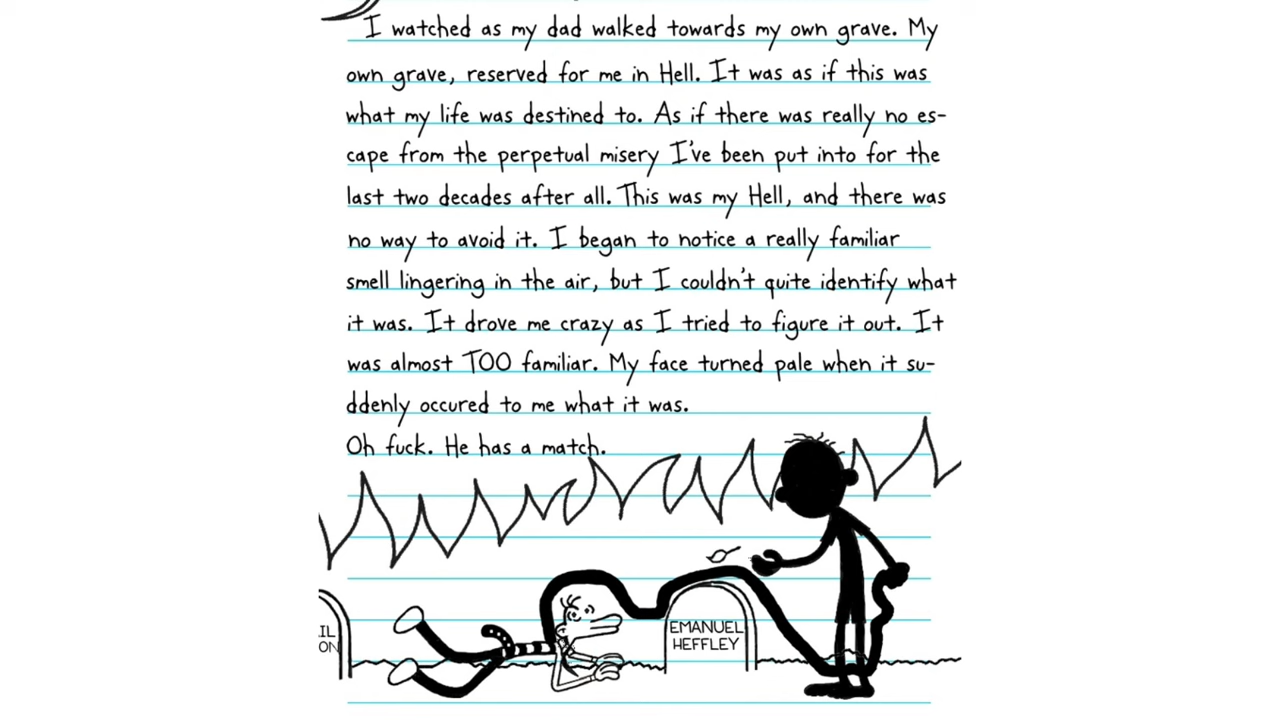 I watched as my dad walked towards my own grave. My
own grave, reserved for me in Hell. It was as if this was
what my life was destined to. As if there was really no es-
cape from the perpetual misery I've been put into for the
last two decades after all. This was my Hell, and there was
no way to avoid it. I began to notice a really familiar
smell lingering in the air, but I couldn't quite identify what
it was. It drove me crazy as I tried to figure it out. It
was almost TOO familiar. My face turned pale when it su-
ddenly occured to me what it was.
Oh fuck. He has a match.
IL
ON
EMANUEL
HEFFLEY